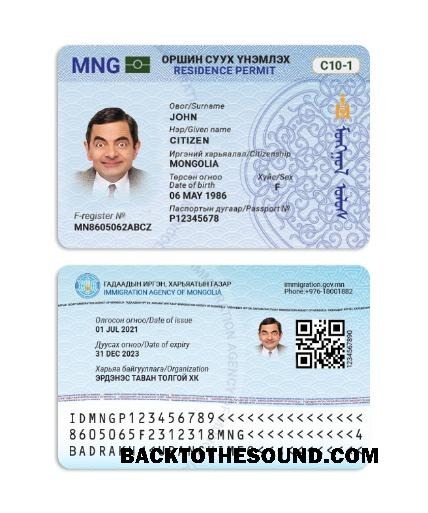 MNG ОРШИН СУУХ ҮНЭМЛЭХ
RESIDENCE PERMIT
C10-1
Овог/Surname
JOHN
Нэр/Given name
CITIZEN
Иргэний харьяалал/Citizenship
MONGOLIA
Төрсөн огноо Хүйс/Sex
Date of birth F
06 MAY 1986
Паспортын дугаар/Passport №
P12345678
F-register №
MN8605062ABCZ
ГАДААДЫН ИРГЭН, ХАРЬЯАТЫН ГАЗАР
IMMIGRATION AGENCY OF MONGOLIA
immigration.gov.mn
Phone:+976-18001882
Олгосон огноо/Date of issue
01 JUL 2021
Дуусах огноо/Date of expiry
31 DEC 2023
Харьяа байгууллага/Organization
ЭРДЭНЭС ТАВАН ТОЛГОЙ ХК
1234567890
IDMNGP123456789<<<<<<<<<<<<<<<
8605065F2312318MNG<<<<<<<<<<<4
BACKTOTHESOUND.COM